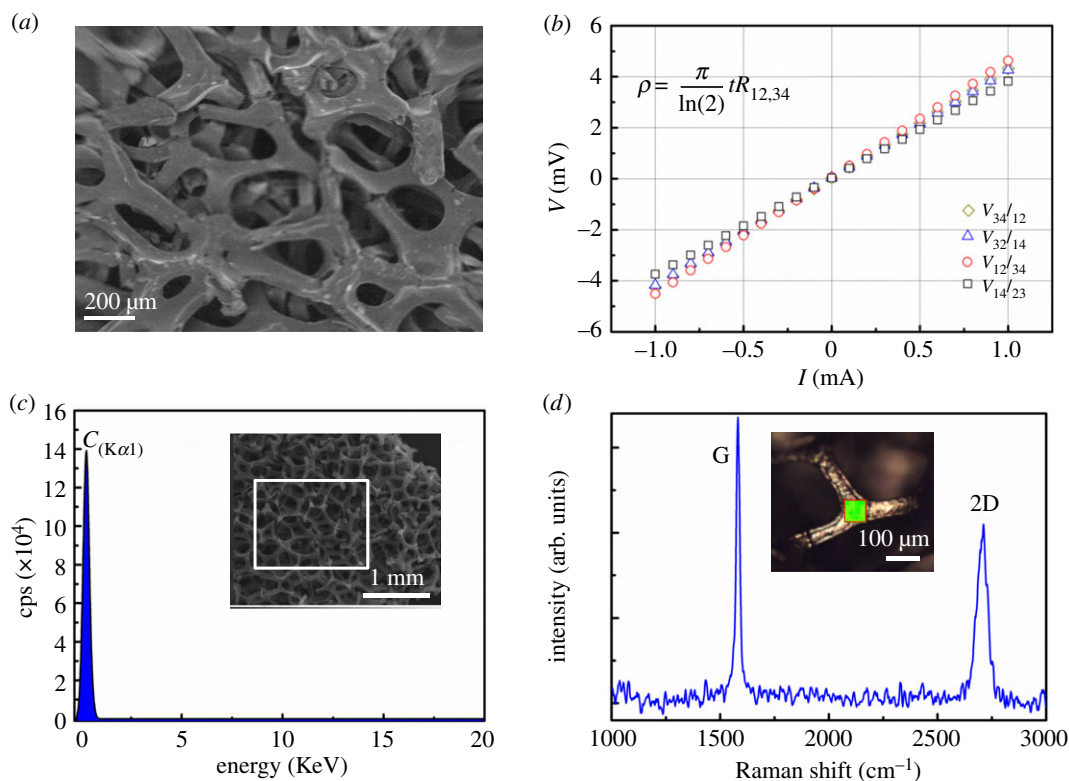 (a)
200 µm
(b)
6
4
2
0
–2
–4
–6
V (mV)
ρ = π/ln(2) tR12,34
V34/12
V32/14
V12/34
V14/23
–1.0 –0.5 0 0.5 1.0
I (mA)
(c)
16
14
12
10
8
6
4
2
0
cps (×10⁴)
C(Kα1)
1 mm
0 5 10 15 20
energy (KeV)
(d)
intensity (arb. units)
G
2D
100 µm
1000 1500 2000 2500 3000
Raman shift (cm⁻¹)